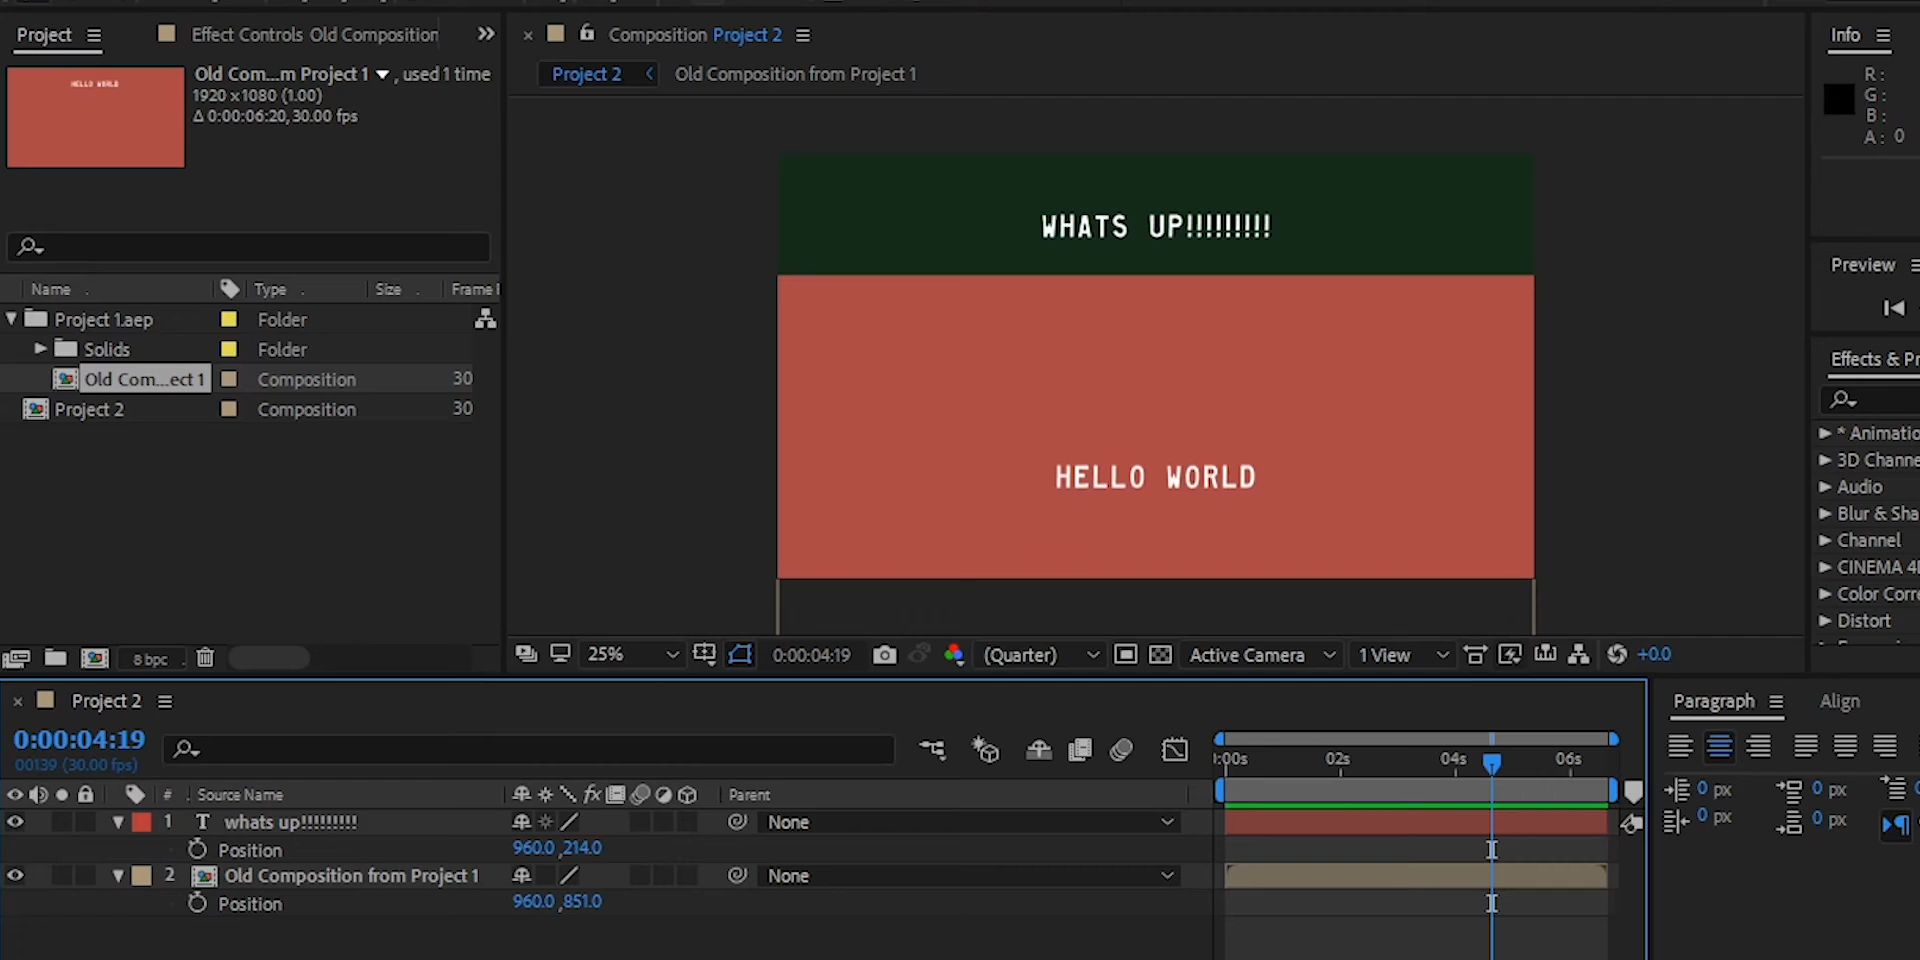 Project
Effect Controls Old Composition
Composition Project 2
Info
Old Com...m Project 1 , used 1 time
1920 x1080 (1.00)
Δ 0:00:06:20, 30.00 fps
HELLO WORLD
Project 2
Old Composition from Project 1
R :
G :
B :
A : 0
WHATS UP!!!!!!!!!
HELLO WORLD
Name Type Size Frame
Project 1.aep Folder
Solids Folder
Old Com...ect 1 Composition 30
Project 2 Composition 30
Preview
Effects & Pr
* Animatio
3D Channe
Audio
Blur & Sha
Channel
CINEMA 4
Color Corre
Distort
8 bpc
25% 0:00:04:19 (Quarter) Active Camera 1 View +0.0
Project 2
0:00:04:19
00139 (30.00 fps)
:00s 02s 04s 06s
# Source Name fx Parent
1 T whats up!!!!!!!!! None
Position 960.0 ,214.0
2 Old Composition from Project 1 None
Position 960.0 ,851.0
Paragraph Align
0 px 0 px
0 px 0 px